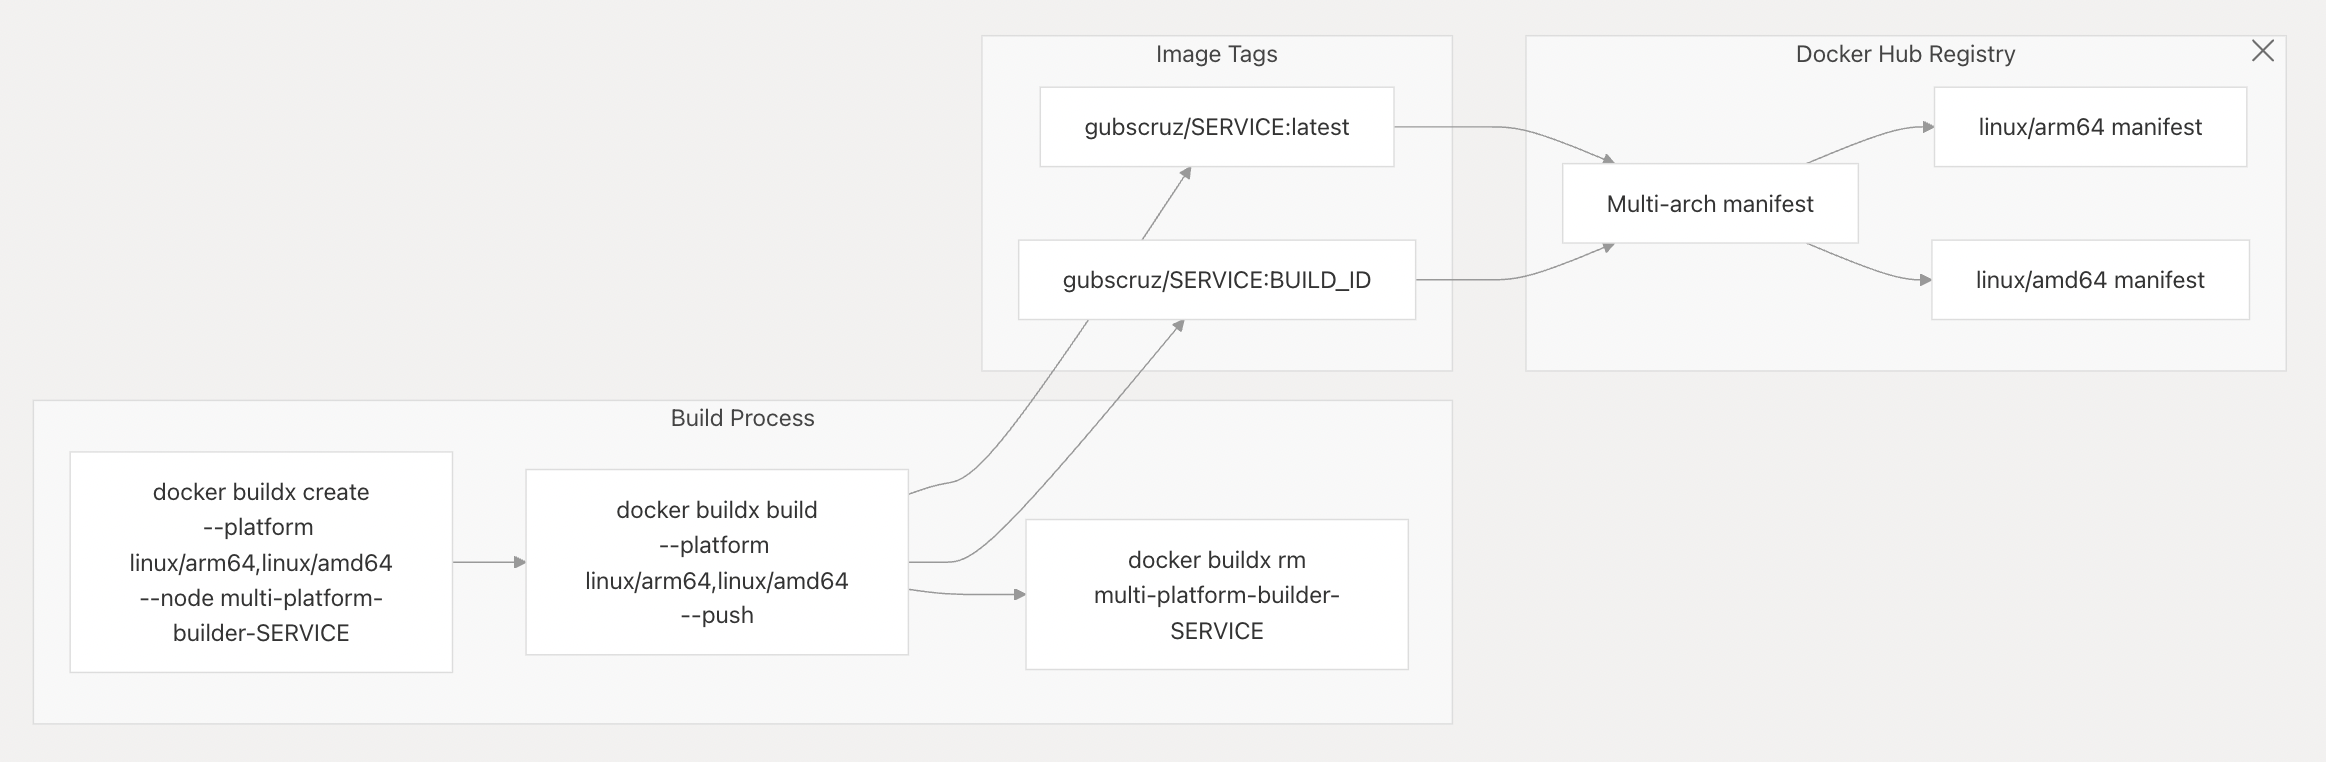 Image Tags
gubscruz/SERVICE:latest
gubscruz/SERVICE:BUILD_ID
Docker Hub Registry
linux/arm64 manifest
Multi-arch manifest
linux/amd64 manifest
Build Process
docker buildx create
--platform
linux/arm64,linux/amd64
--node multi-platform-
builder-SERVICE
docker buildx build
--platform
linux/arm64,linux/amd64
--push
docker buildx rm
multi-platform-builder-
SERVICE